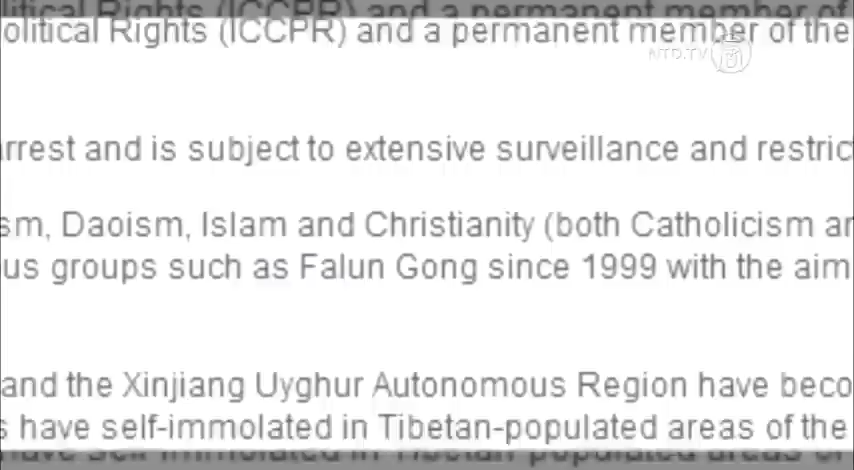 olitical Rights (ICCPR) and a permanent member of the
NTD.TV
rrest and is subject to extensive surveillance and restric
sm, Daoism, Islam and Christianity (both Catholicism ar
us groups such as Falun Gong since 1999 with the aim
and the Xinjiang Uyghur Autonomous Region have beco
s have self-immolated in Tibetan-populated areas of the